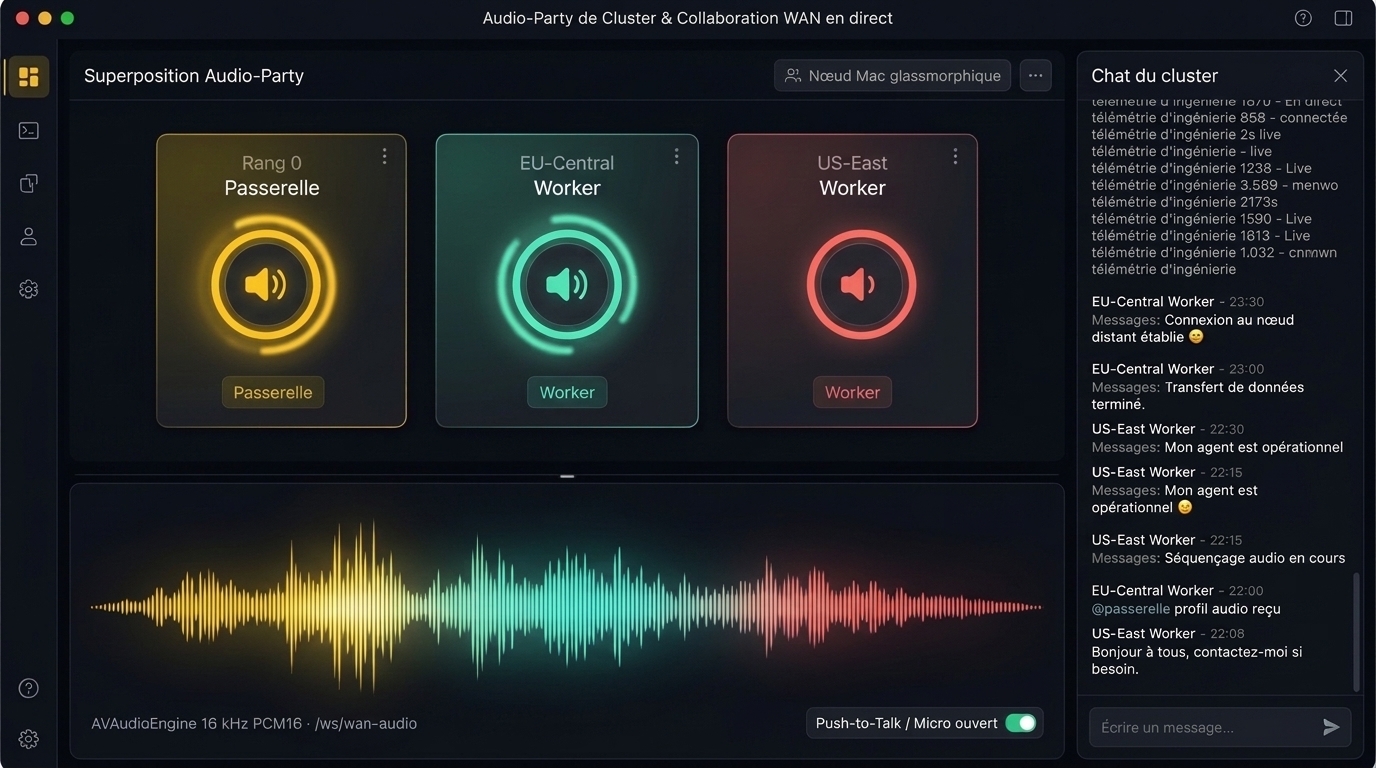 Audio-Party de Cluster & Collaboration WAN en direct
Superposition Audio-Party
Nœud Mac glassmorphique
Rang 0
Passerelle
Passerelle
EU-Central
Worker
Worker
US-East
Worker
Worker
AVAudioEngine 16 kHz PCM16 · /ws/wan-audio
Push-to-Talk / Micro ouvert
Chat du cluster
télémétrie d'ingénierie 1870 - En direct
télémétrie d'ingénierie 858 - connectée
télémétrie d'ingénierie 2s live
télémétrie d'ingénierie - live
télémétrie d'ingénierie 1238 - Live
télémétrie d'ingénierie 3.589 - menwo
télémétrie d'ingénierie 2173s
télémétrie d'ingénierie 1590 - Live
télémétrie d'ingénierie 1813 - Live
télémétrie d'ingénierie 1.032 -
télémétrie d'ingénierie
EU-Central Worker - 23:30
Messages: Connexion au nœud
distant établie 😄
EU-Central Worker - 23:00
Messages: Transfert de données
terminé.
US-East Worker - 22:30
Messages: Mon agent est opérationnel
US-East Worker - 22:15
Messages: Mon agent est
opérationnel 😊
US-East Worker - 22:15
Messages: Séquençage audio en cours
EU-Central Worker - 22:00
@passerelle profil audio reçu
US-East Worker - 22:08
Bonjour à tous, contactez-moi si
besoin.
Écrire un message...